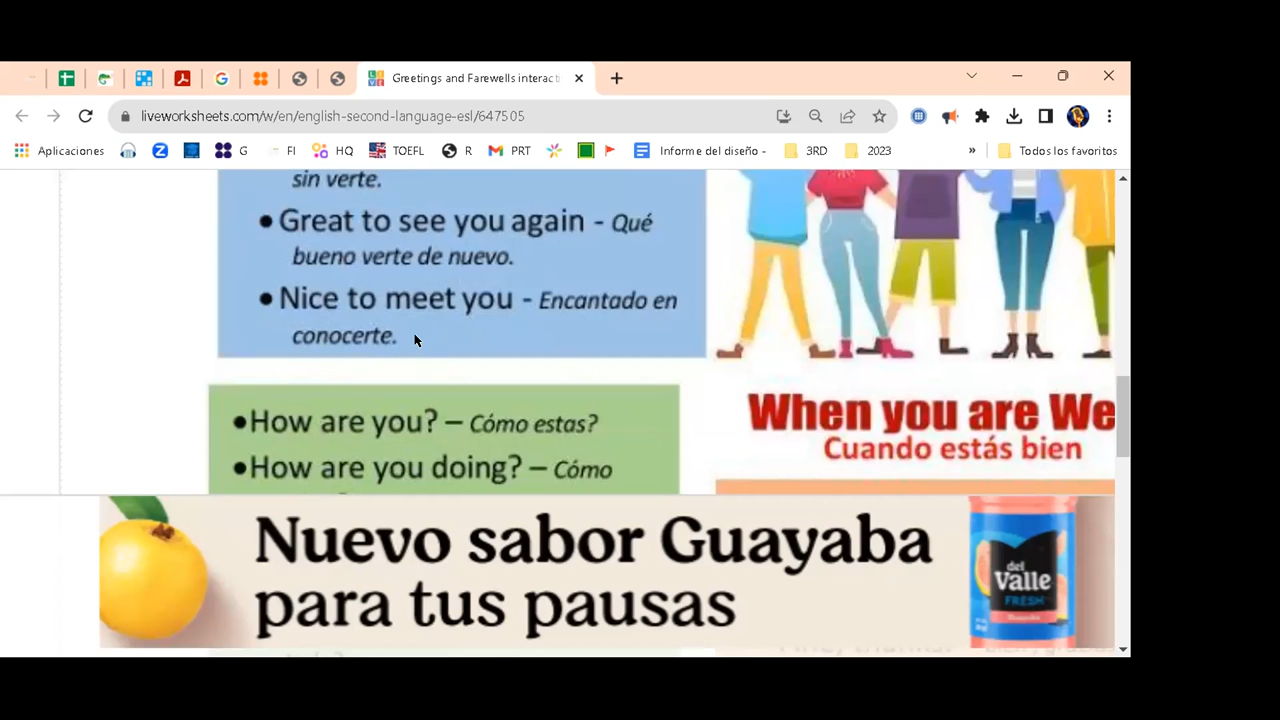 Greetings and Farewells interacti
liveworksheets.com/w/en/english-second-language-esl/647505
Aplicaciones G FI HQ TOEFL R PRT Informe del diseño - 3RD 2023 » Todos los favoritos
sin verte.
•Great to see you again - Qué
bueno verte de nuevo.
•Nice to meet you - Encantado en
conocerte.
•How are you? – Cómo estas?
•How are you doing? – Cómo
When you are We
Cuando estás bien
Nuevo sabor Guayaba
para tus pausas
del
Valle
FRESH